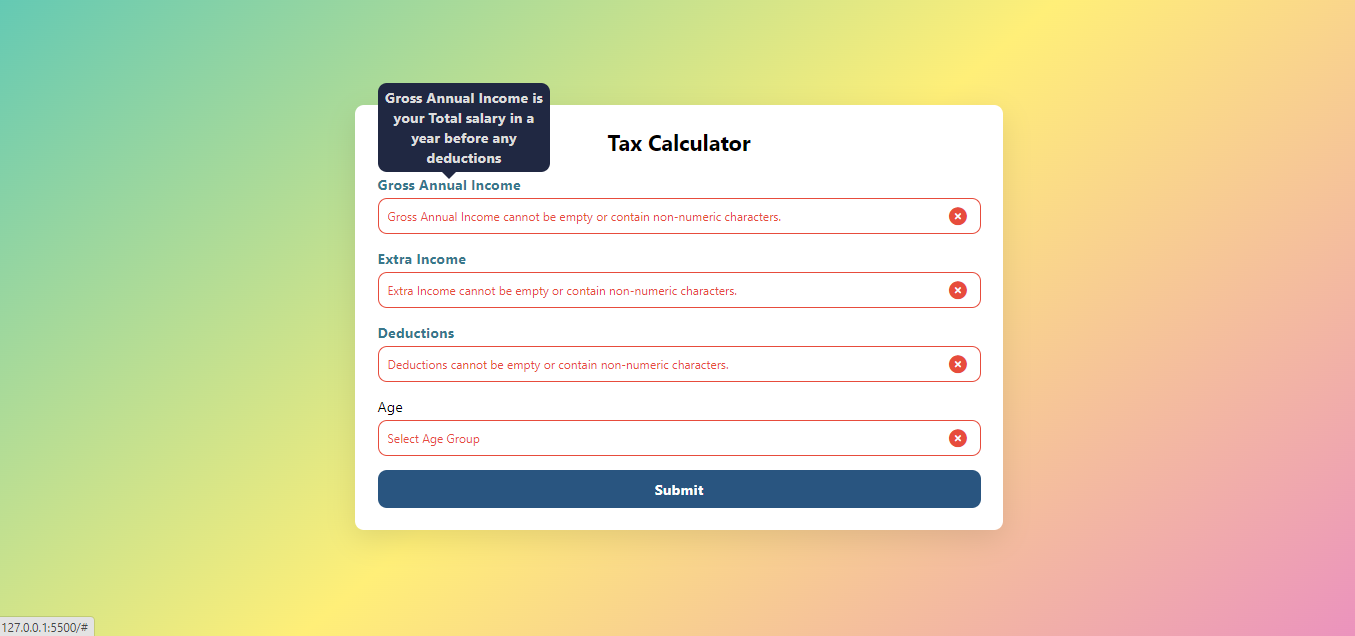 Gross Annual Income is
your Total salary in a
year before any
deductions
Tax Calculator
Gross Annual Income
Gross Annual Income cannot be empty or contain non-numeric characters.
Extra Income
Extra Income cannot be empty or contain non-numeric characters.
Deductions
Deductions cannot be empty or contain non-numeric characters.
Age
Select Age Group
Submit
127.0.0.1:5500/#